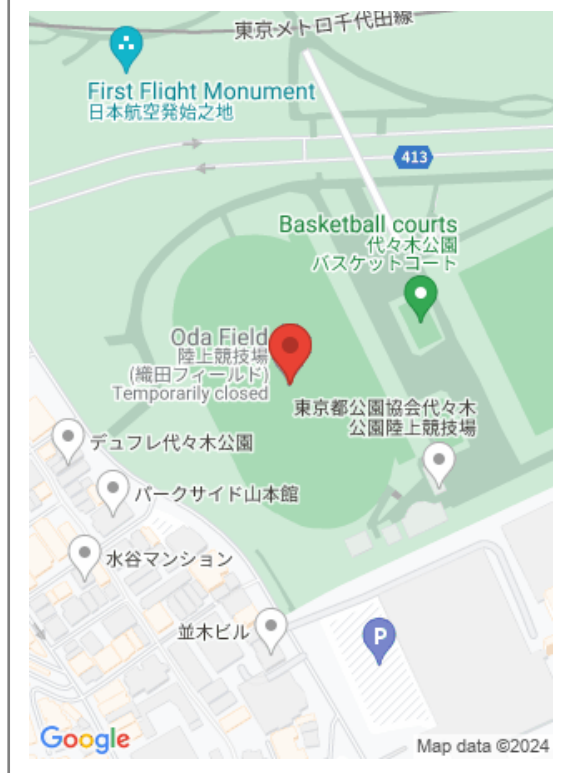 東京メトロ千代田線
First Flight Monument
日本航空発始之地
413
Basketball courts
代々木公園
バスケットコート
Oda Field
陸上競技場
(織田フィールド)
Temporarily closed
東京都公園協会代々木
公園陸上競技場
デュフレ代々木公園
パークサイド山本館
水谷マンション
並木ビル
P
Google
Map data ©2024